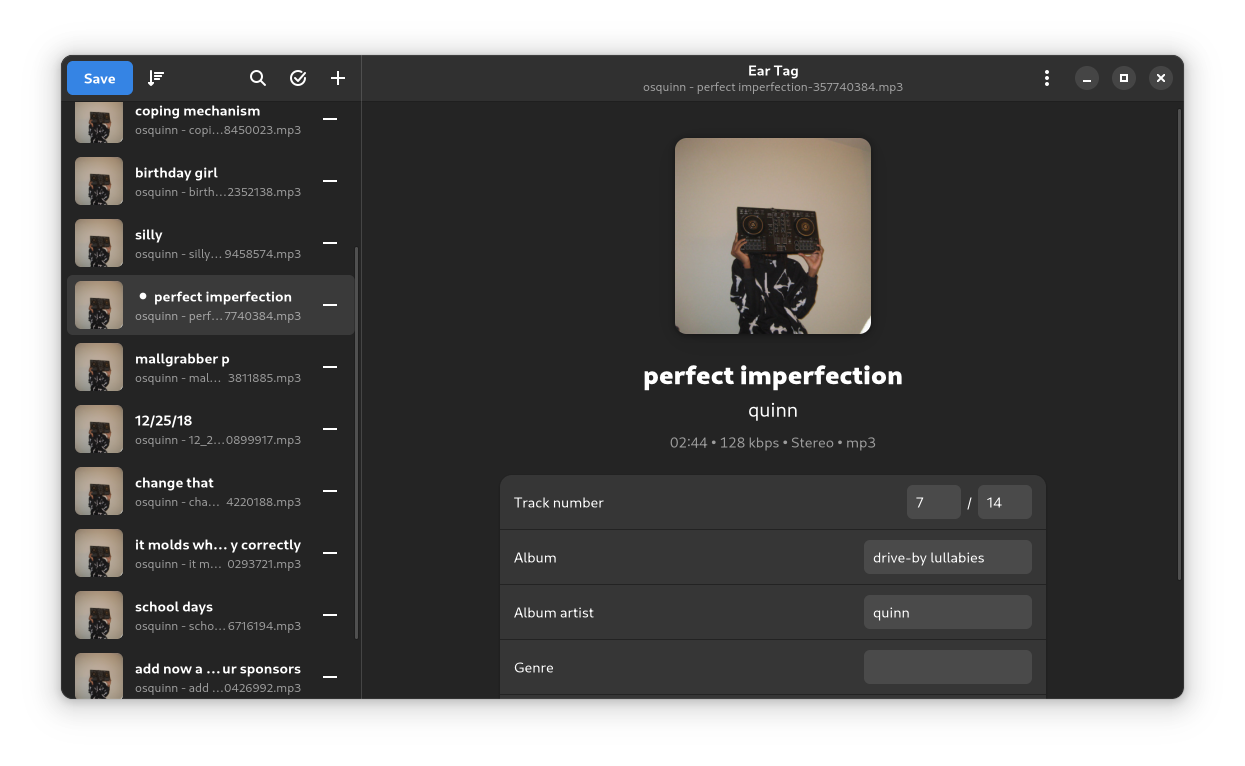 Save
Ear Tag
osquinn - perfect imperfection-357740384.mp3
coping mechanism
osquinn - copi…8450023.mp3
birthday girl
osquinn - birth…2352138.mp3
silly
osquinn - silly… 9458574.mp3
• perfect imperfection
osquinn - perf…7740384.mp3
mallgrabber p
osquinn - mal… 3811885.mp3
12/25/18
osquinn - 12_2…0899917.mp3
change that
osquinn - cha… 4220188.mp3
it molds wh… y correctly
osquinn - it m… 0293721.mp3
school days
osquinn - scho… 6716194.mp3
add now a …ur sponsors
osquinn - add …0426992.mp3
perfect imperfection
quinn
02:44 • 128 kbps • Stereo • mp3
Track number 7 / 14
Album drive-by lullabies
Album artist quinn
Genre